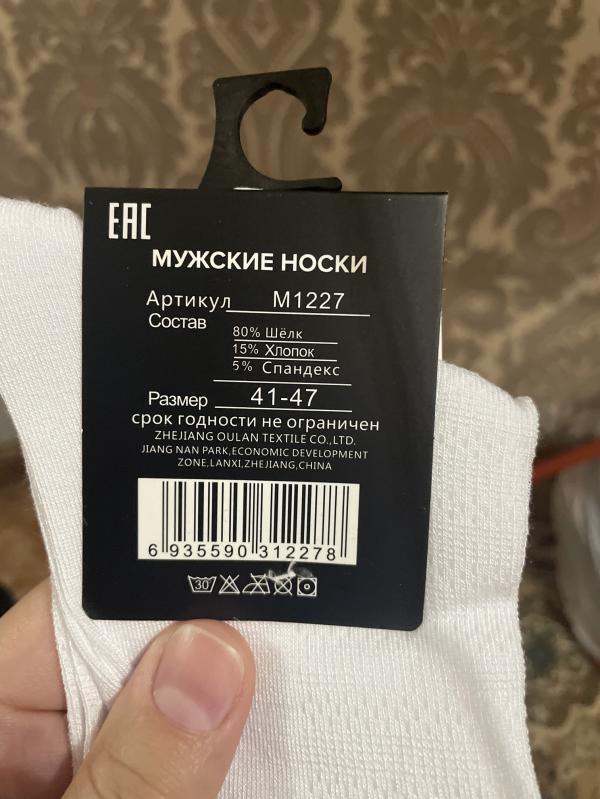 EAC
МУЖСКИЕ НОСКИ
Артикул М1227
Состав
80% Шёлк
15% Хлопок
5% Спандекс
Размер 41-47
срок годности не ограничен
ZHEJIANG OULAN TEXTILE CO.,LTD.
JIANG NAN PARK,ECONOMIC DEVELOPMENT
ZONE,LANXI,ZHEJIANG,CHINA
6 935590 312278
30